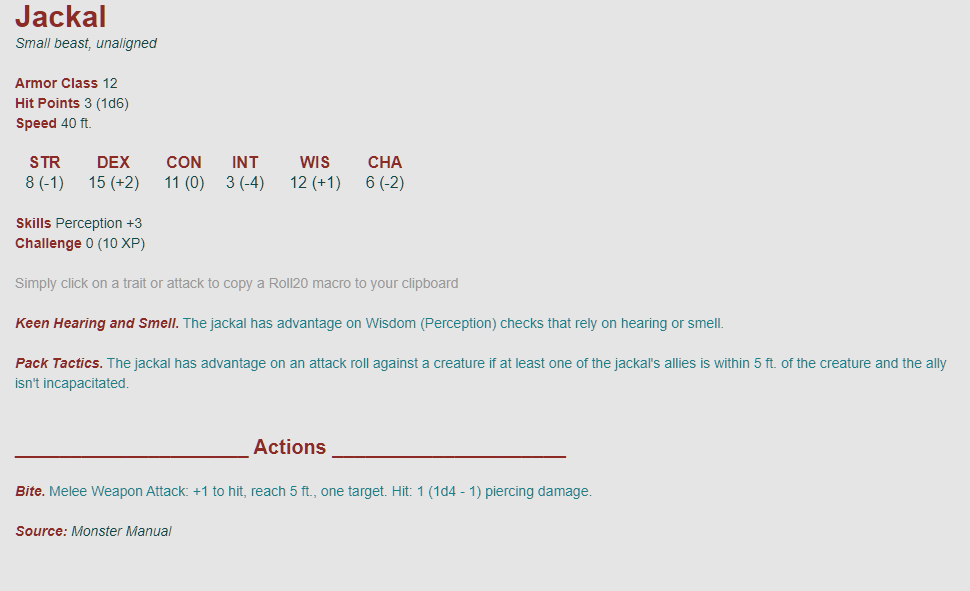 Jackal
Small beast, unaligned
Armor Class 12
Hit Points 3 (1d6)
Speed 40 ft.
STR DEX CON INT WIS CHA
8 (-1) 15 (+2) 11 (0) 3 (-4) 12 (+1) 6 (-2)
Skills Perception +3
Challenge 0 (10 XP)
Simply click on a trait or attack to copy a Roll20 macro to your clipboard
Keen Hearing and Smell. The jackal has advantage on Wisdom (Perception) checks that rely on hearing or smell.
Pack Tactics. The jackal has advantage on an attack roll against a creature if at least one of the jackal's allies is within 5 ft. of the creature and the ally
isn't incapacitated.
Actions
Bite. Melee Weapon Attack: +1 to hit, reach 5 ft., one target. Hit: 1 (1d4 - 1) piercing damage.
Source: Monster Manual